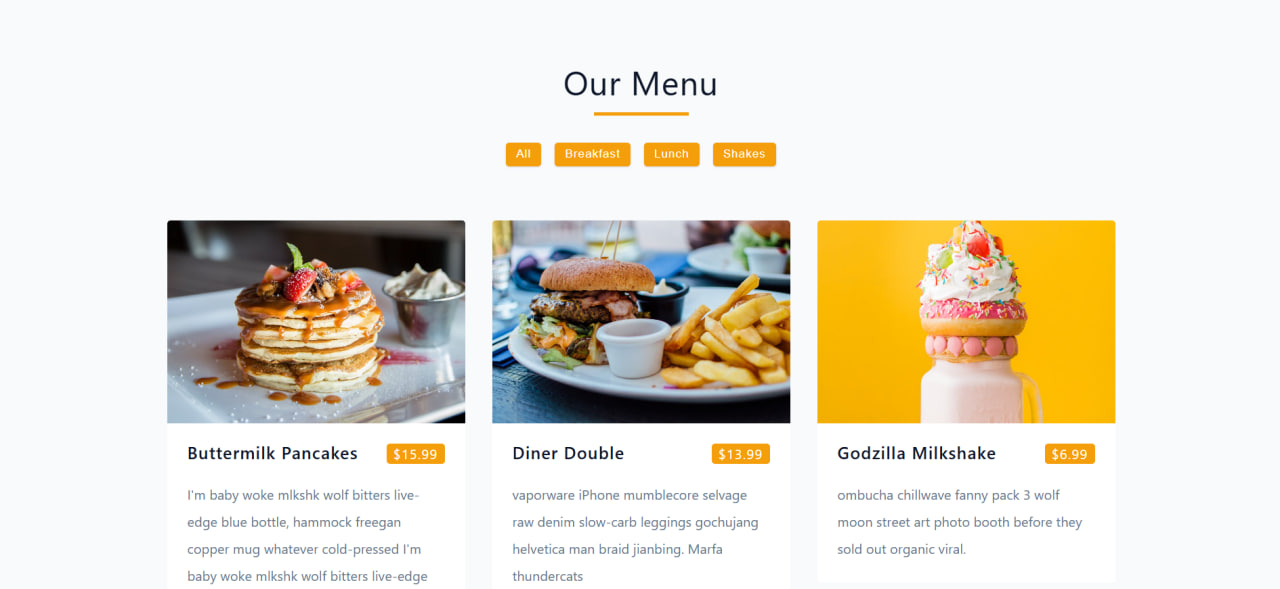 Our Menu
All Breakfast Lunch Shakes
Buttermilk Pancakes $15.99
I'm baby woke mlkshk wolf bitters live-
edge blue bottle, hammock freegan
copper mug whatever cold-pressed I'm
baby woke mlkshk wolf bitters live-edge
Diner Double $13.99
vaporware iPhone mumblecore selvage
raw denim slow-carb leggings gochujang
helvetica man braid jianbing. Marfa
thundercats
Godzilla Milkshake $6.99
ombucha chillwave fanny pack 3 wolf
moon street art photo booth before they
sold out organic viral.